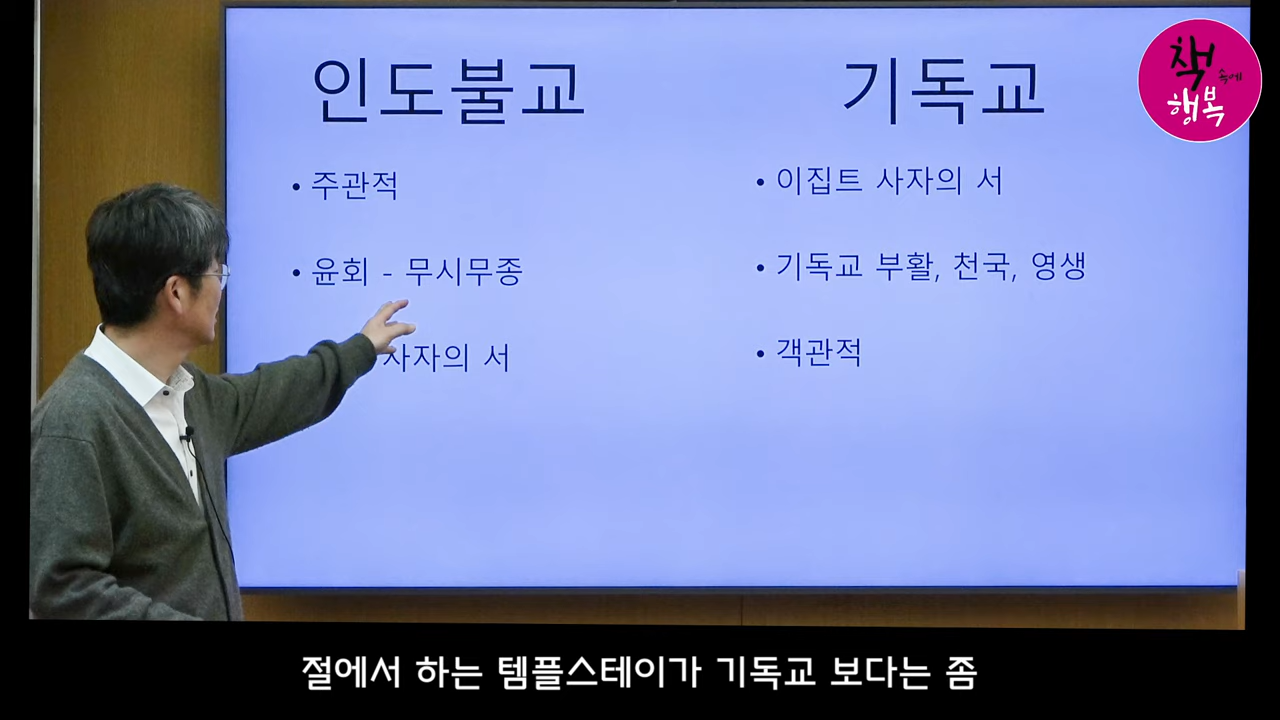 인도불교
• 주관적
• 윤회 - 무시무종
사자의 서
기독교
• 이집트 사자의 서
• 기독교 부활, 천국, 영생
• 객관적
책 속에
행복
절에서 하는 템플스테이가 기독교 보다는 좀